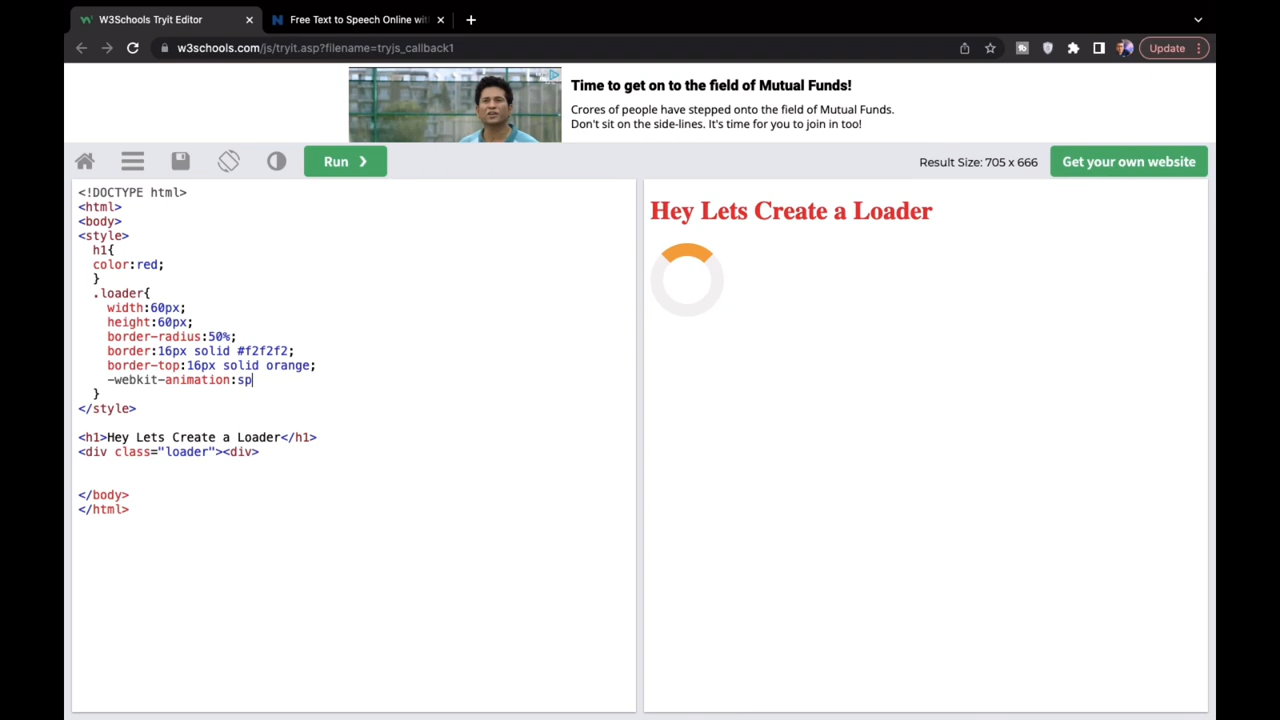 W3Schools Tryit Editor
Free Text to Speech Online wit
w3schools.com/js/tryit.asp?filename=tryjs_callback1
Update
Time to get on to the field of Mutual Funds!
Crores of people have stepped onto the field of Mutual Funds.
Don't sit on the side-lines. It's time for you to join in too!
Run ❯
Result Size: 705 x 666
Get your own website
<!DOCTYPE html>
<html>
<body>
<style>
h1{
color:red;
}
.loader{
width:60px;
height:60px;
border-radius:50%;
border:16px solid #f2f2f2;
border-top:16px solid orange;
-webkit-animation:sp
}
</style>
<h1>Hey Lets Create a Loader</h1>
<div class="loader"><div>
</body>
</html>
Hey Lets Create a Loader